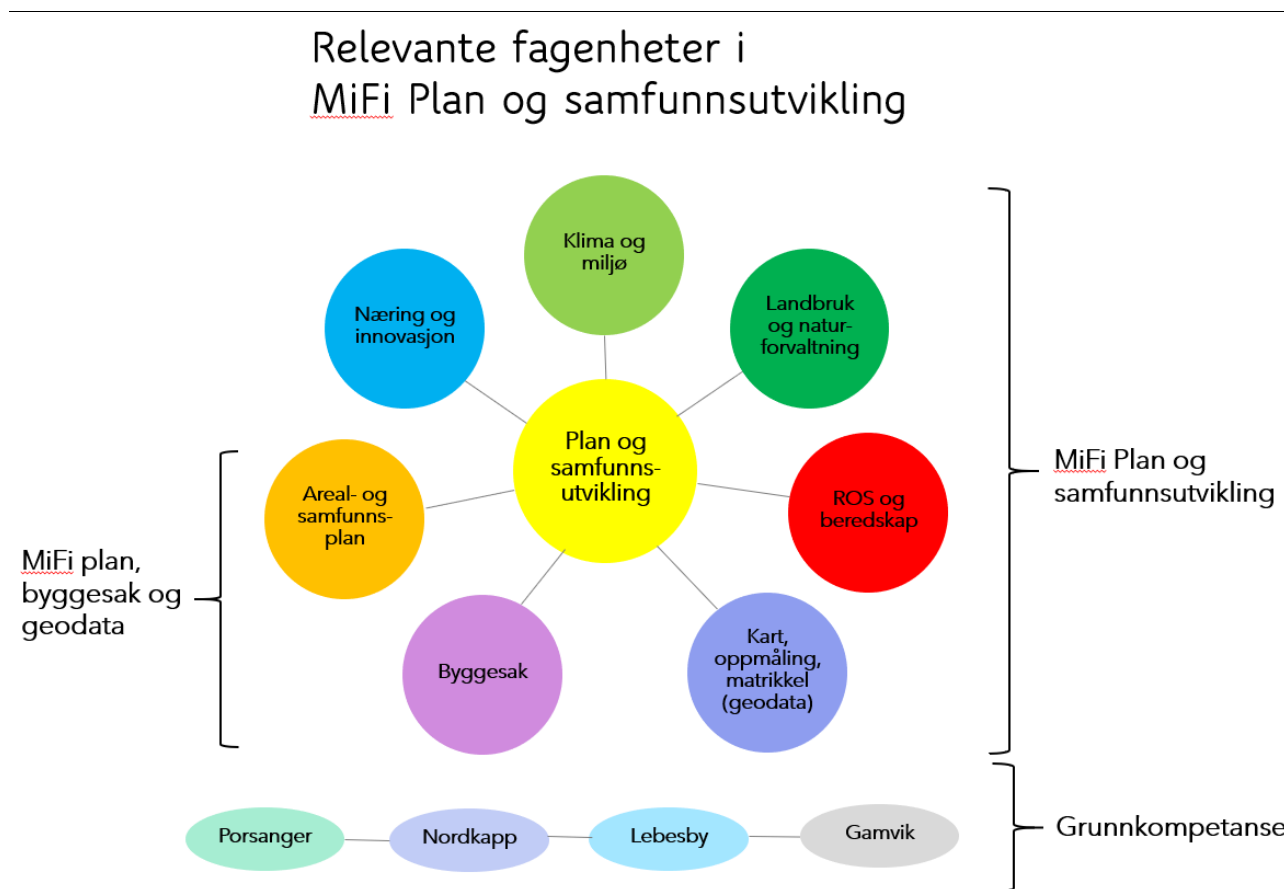 Relevante fagenheter i
MiFi Plan og samfunnsutvikling
Klima og
miljø
Næring og
innovasjon
Landbruk
og natur-
forvaltning
Plan og
samfunns-
utvikling
Areal- og
samfunns-
plan
ROS og
beredskap
MiFi Plan og
samfunnsutvikling
MiFi plan,
byggesak og
geodata
Byggesak
Kart,
oppmåling,
matrikkel
(geodata)
Porsanger
Nordkapp
Lebesby
Gamvik
Grunnkompetanse